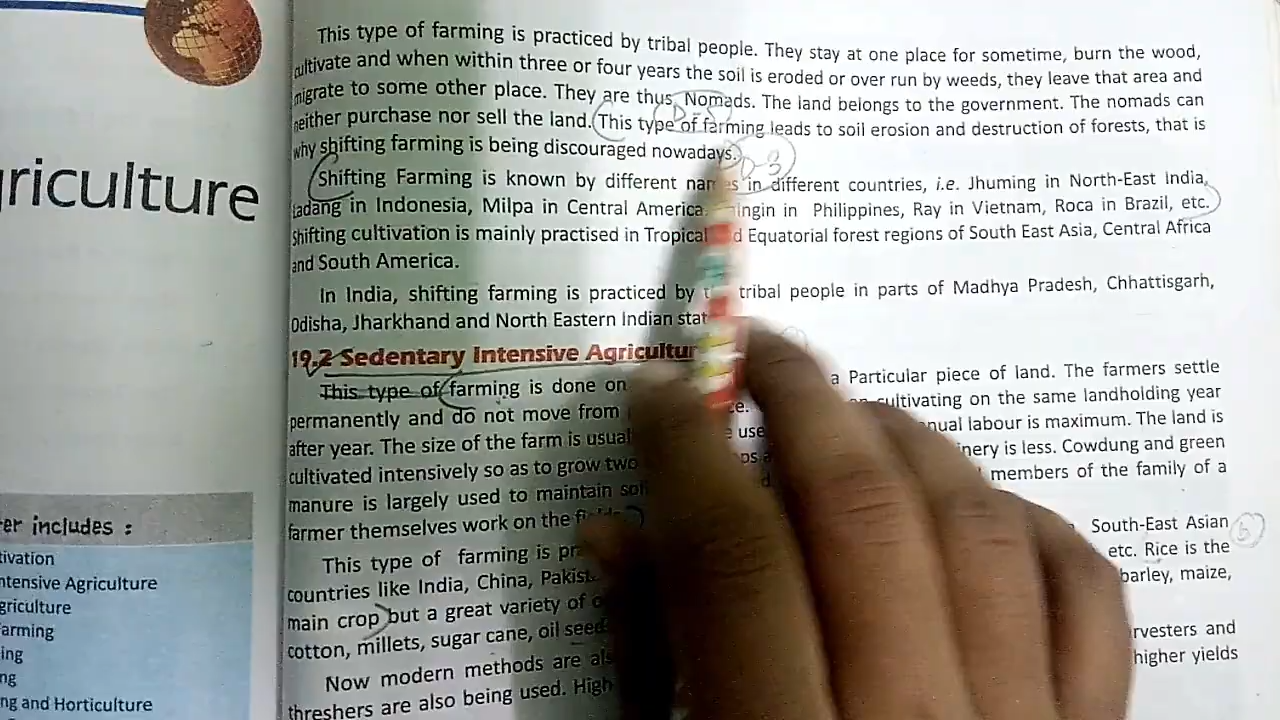 This type of farming is practiced by tribal people. They stay at one place for sometime, burn the wood,
cultivate and when within three or four years the soil is eroded or over run by weeds, they leave that area and
migrate to some other place. They are thus Nomads. The land belongs to the government. The nomads can
neither purchase nor sell the land. This type of farming leads to soil erosion and destruction of forests, that is
why shifting farming is being discouraged nowadays.
D-3
Shifting Farming is known by different names in different countries, i.e. Jhuming in North-East India,
Ladang in Indonesia, Milpa in Central America, ingin in Philippines, Ray in Vietnam, Roca in Brazil, etc.
Shifting cultivation is mainly practised in Tropical d Equatorial forest regions of South East Asia, Central Africa
and South America.
In India, shifting farming is practiced by t tribal people in parts of Madhya Pradesh, Chhattisgarh,
Odisha, Jharkhand and North Eastern Indian stat
19.2 Sedentary Intensive Agricultur
This type of farming is done on a Particular piece of land. The farmers settle
permanently and do not move from ce. cultivating on the same landholding year
after year. The size of the farm is usual use nual labour is maximum. The land is
cultivated intensively so as to grow two ps nery is less. Cowdung and green
manure is largely used to maintain soil members of the family of a
farmer themselves work on the
This type of farming is pr South-East Asian
6
countries like India, China, Pakist etc. Rice is the
main crop but a great variety of barley, maize,
cotton, millets, sugar cane, oil seed
Now modern methods are als rvesters and
threshers are also being used. High higher yields
griculture
er includes :
tivation
ntensive Agriculture
griculture
arming
ing
ng
ng and Horticulture